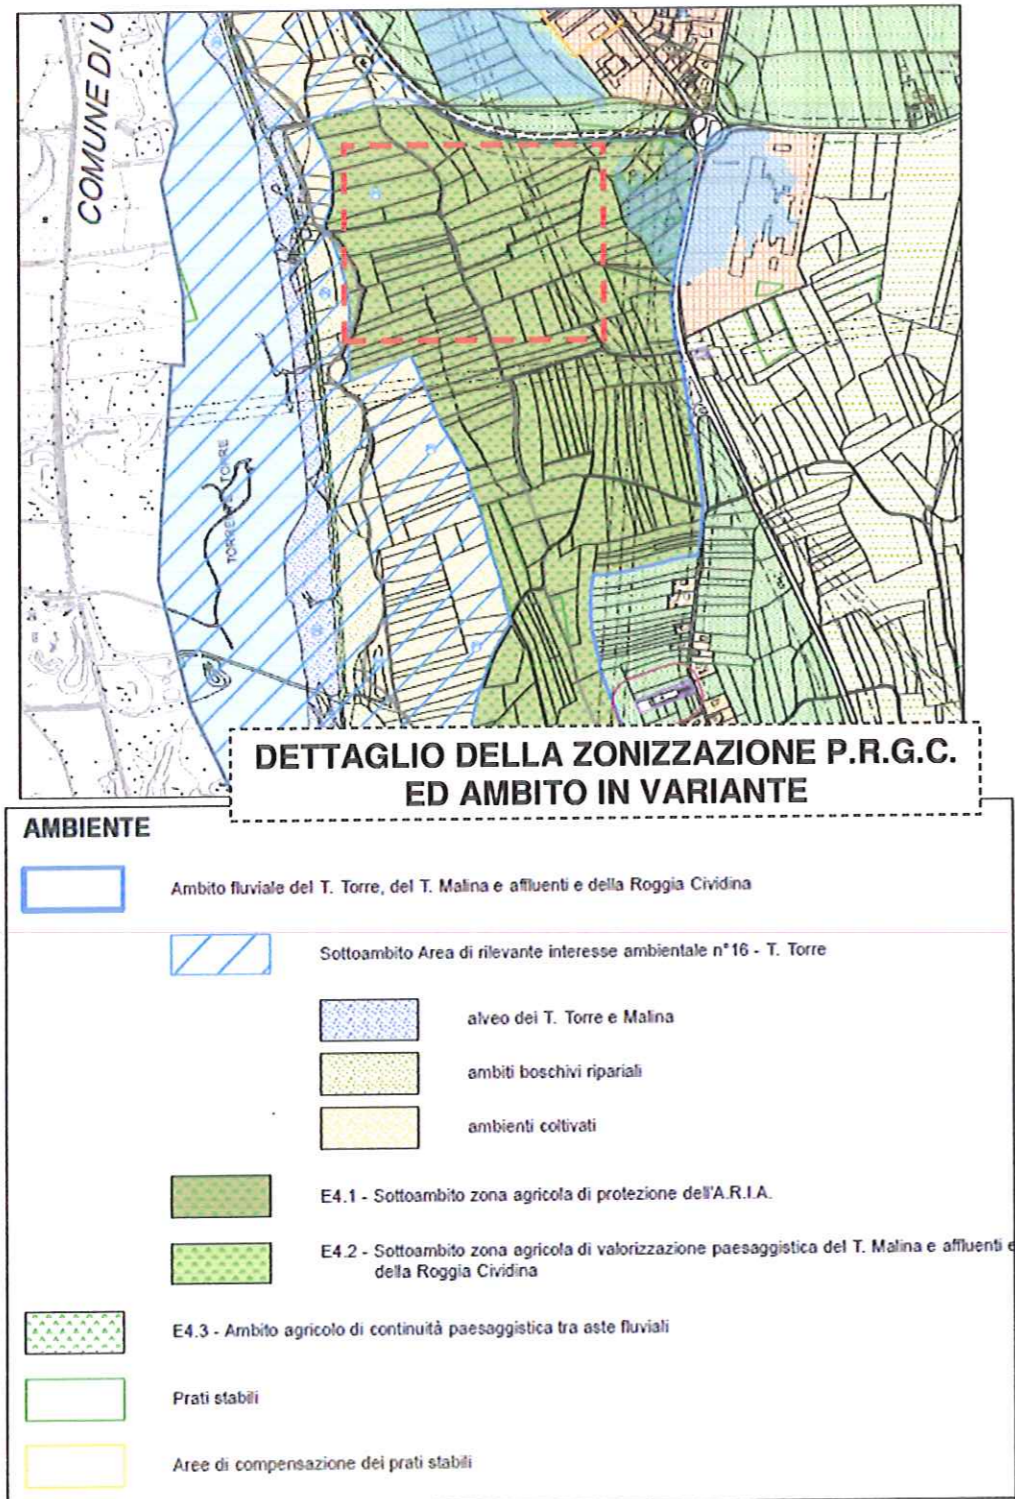 COMUNE DI U
TORRE
TORRE
DETTAGLIO DELLA ZONIZZAZIONE P.R.G.C.
ED AMBITO IN VARIANTE
AMBIENTE
Ambito fluviale del T. Torre, del T. Malina e affluenti e della Roggia Cividina
Sottoambito Area di rilevante interesse ambientale n°16 - T. Torre
alveo dei T. Torre e Malina
ambiti boschivi ripariali
ambienti coltivati
E4.1 - Sottoambito zona agricola di protezione dell'A.R.I.A.
E4.2 - Sottoambito zona agricola di valorizzazione paesaggistica del T. Malina e affluenti e
della Roggia Cividina
E4.3 - Ambito agricolo di continuità paesaggistica tra aste fluviali
Prati stabili
Aree di compensazione dei prati stabili